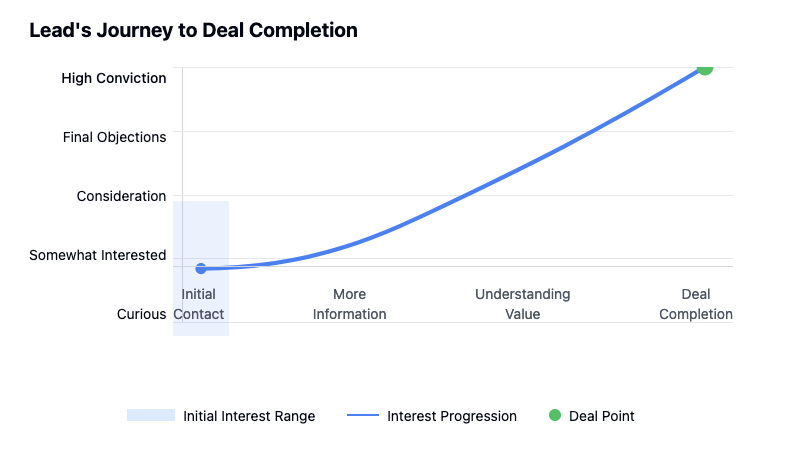 Lead's Journey to Deal Completion
High Conviction
Final Objections
Consideration
Somewhat Interested
Curious
Initial
Contact
More
Information
Understanding
Value
Deal
Completion
Initial Interest Range
Interest Progression
Deal Point